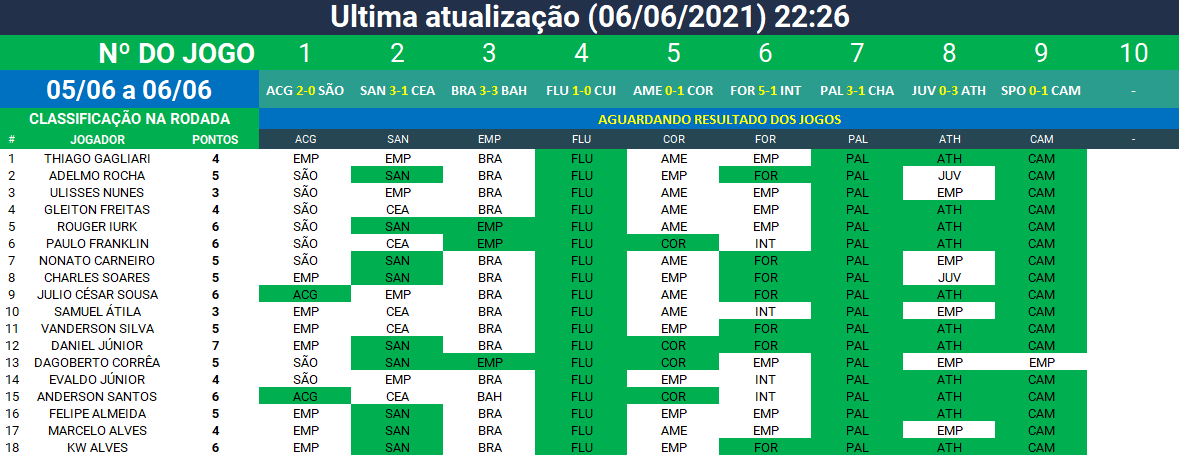 Ultima atualização (06/06/2021) 22:26
Nº DO JOGO 1 2 3 4 5 6 7 8 9 10
05/06 a 06/06 ACG 2-0 SÃO SAN 3-1 CEA BRA 3-3 BAH FLU 1-0 CUI AME 0-1 COR FOR 5-1 INT PAL 3-1 CHA JUV 0-3 ATH SPO 0-1 CAM -
CLASSIFICAÇÃO NA RODADA AGUARDANDO RESULTADO DOS JOGOS
# JOGADOR PONTOS ACG SAN EMP FLU COR FOR PAL ATH CAM -
1 THIAGO GAGLIARI 4 EMP EMP BRA FLU AME EMP PAL ATH CAM
2 ADELMO ROCHA 5 SÃO SAN BRA FLU EMP FOR PAL JUV CAM
3 ULISSES NUNES 3 SÃO EMP BRA FLU AME EMP PAL EMP CAM
4 GLEITON FREITAS 4 SÃO CEA BRA FLU AME EMP PAL ATH CAM
5 ROUGER IURK 6 SÃO SAN EMP FLU AME EMP PAL ATH CAM
6 PAULO FRANKLIN 6 SÃO CEA EMP FLU COR INT PAL ATH CAM
7 NONATO CARNEIRO 5 SÃO SAN BRA FLU AME FOR PAL EMP CAM
8 CHARLES SOARES 5 EMP SAN BRA FLU EMP FOR PAL JUV CAM
9 JULIO CÉSAR SOUSA 6 ACG EMP BRA FLU AME FOR PAL ATH CAM
10 SAMUEL ÁTILA 3 EMP CEA BRA FLU AME INT PAL EMP CAM
11 VANDERSON SILVA 5 EMP CEA BRA FLU EMP FOR PAL ATH CAM
12 DANIEL JÚNIOR 7 EMP SAN BRA FLU COR FOR PAL ATH CAM
13 DAGOBERTO CORRÊA 5 SÃO SAN EMP FLU COR EMP PAL EMP EMP
14 EVALDO JÚNIOR 4 SÃO EMP BRA FLU EMP INT PAL ATH CAM
15 ANDERSON SANTOS 6 ACG CEA BAH FLU COR INT PAL ATH CAM
16 FELIPE ALMEIDA 5 EMP SAN BRA FLU EMP EMP PAL ATH CAM
17 MARCELO ALVES 4 EMP SAN BRA FLU AME EMP PAL EMP CAM
18 KW ALVES 6 EMP SAN BRA FLU EMP FOR PAL ATH CAM